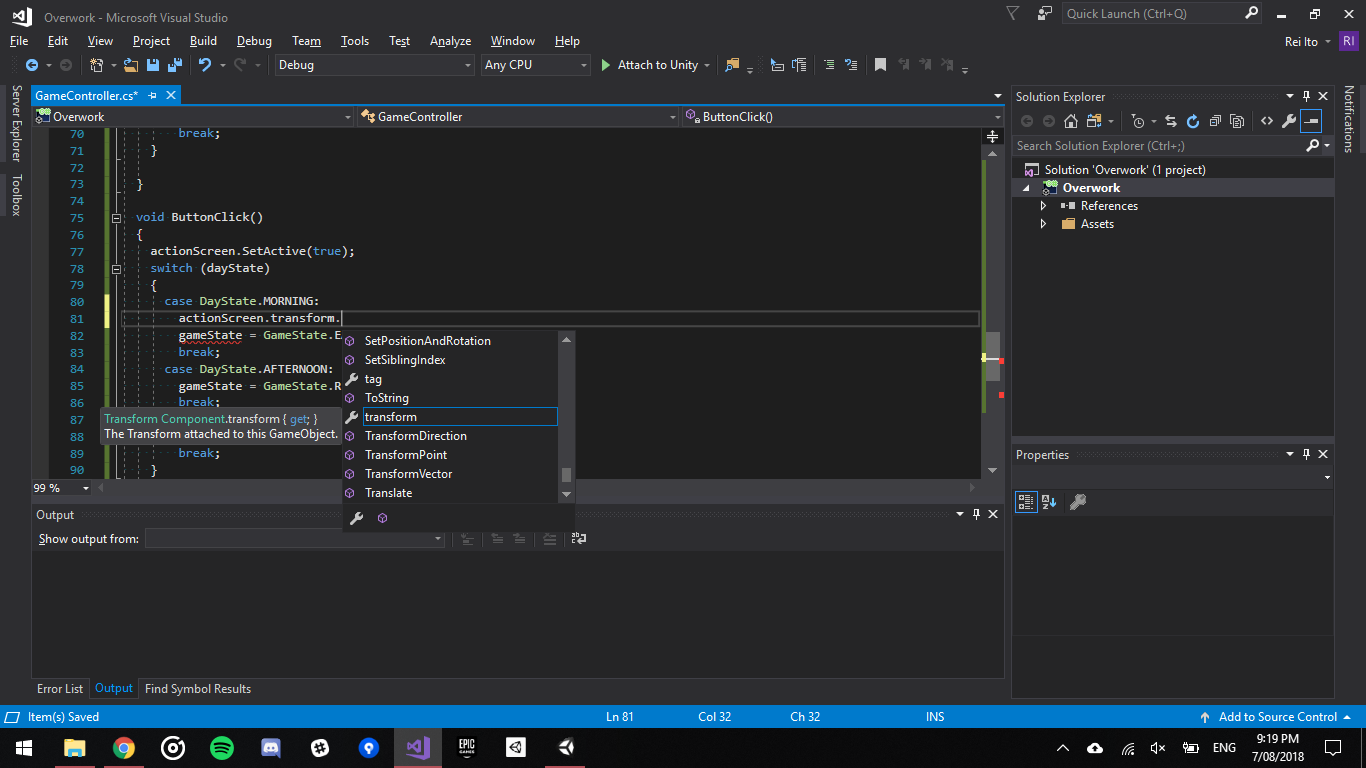 Overwork - Microsoft Visual Studio
Quick Launch (Ctrl+Q)
File Edit View Project Build Debug Team Tools Test Analyze Window Help
Rei Ito RI
Debug Any CPU Attach to Unity
Server Explorer
Toolbox
GameController.cs*
Overwork GameController ButtonClick()
70 break;
71 }
72
73 }
74
75 void ButtonClick()
76 {
77 actionScreen.SetActive(true);
78 switch (dayState)
79 {
80 case DayState.MORNING:
81 actionScreen.transform.
82 gameState = GameState.E
83 break;
84 case DayState.AFTERNOON:
85 gameState = GameState.R
86 break;
87
88
89 break;
90 }
SetPositionAndRotation
SetSiblingIndex
tag
ToString
transform
TransformDirection
TransformPoint
TransformVector
Translate
Transform Component.transform { get; }
The Transform attached to this GameObject.
99 %
Output
Show output from:
Error List Output Find Symbol Results
Solution Explorer
Search Solution Explorer (Ctrl+;)
Solution 'Overwork' (1 project)
Overwork
References
Assets
Properties
Notifications
Item(s) Saved Ln 81 Col 32 Ch 32 INS Add to Source Control
EPIC GAMES
ENG
9:19 PM
7/08/2018